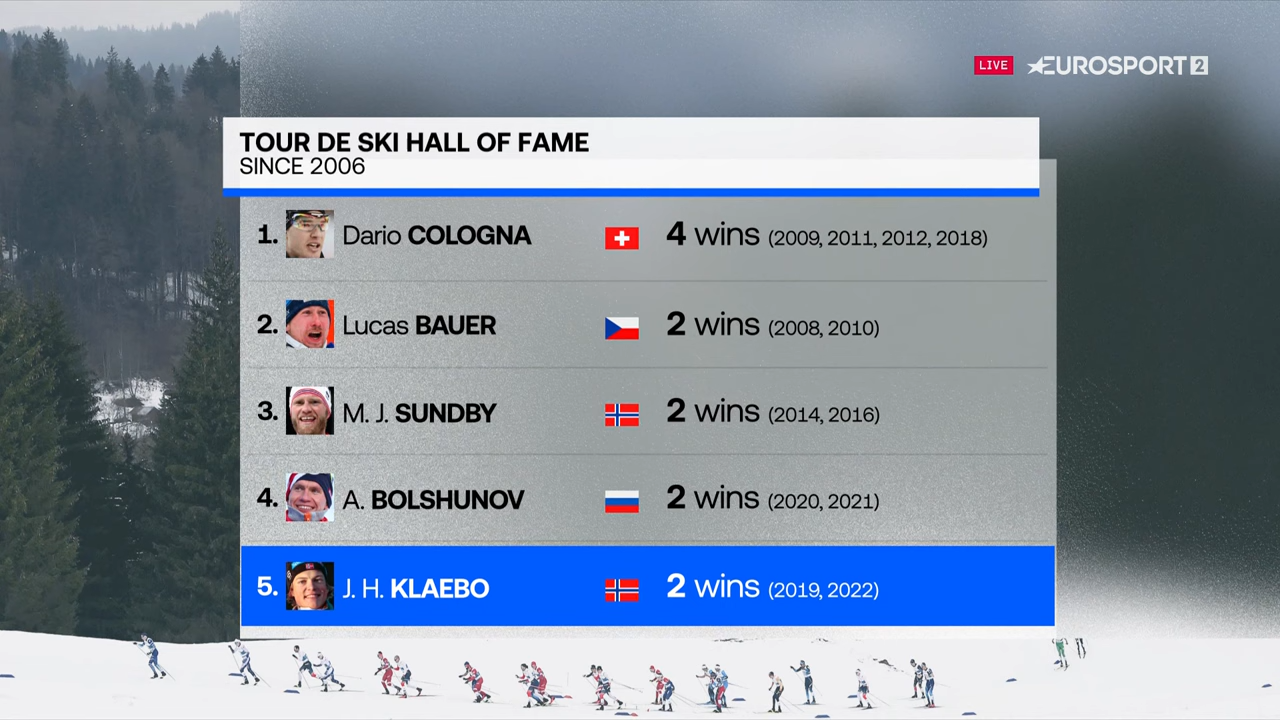 LIVE EUROSPORT 2
TOUR DE SKI HALL OF FAME
SINCE 2006
1. Dario COLOGNA 4 wins (2009, 2011, 2012, 2018)
2. Lucas BAUER 2 wins (2008, 2010)
3. M. J. SUNDBY 2 wins (2014, 2016)
4. A. BOLSHUNOV 2 wins (2020, 2021)
5. J. H. KLAEBO 2 wins (2019, 2022)